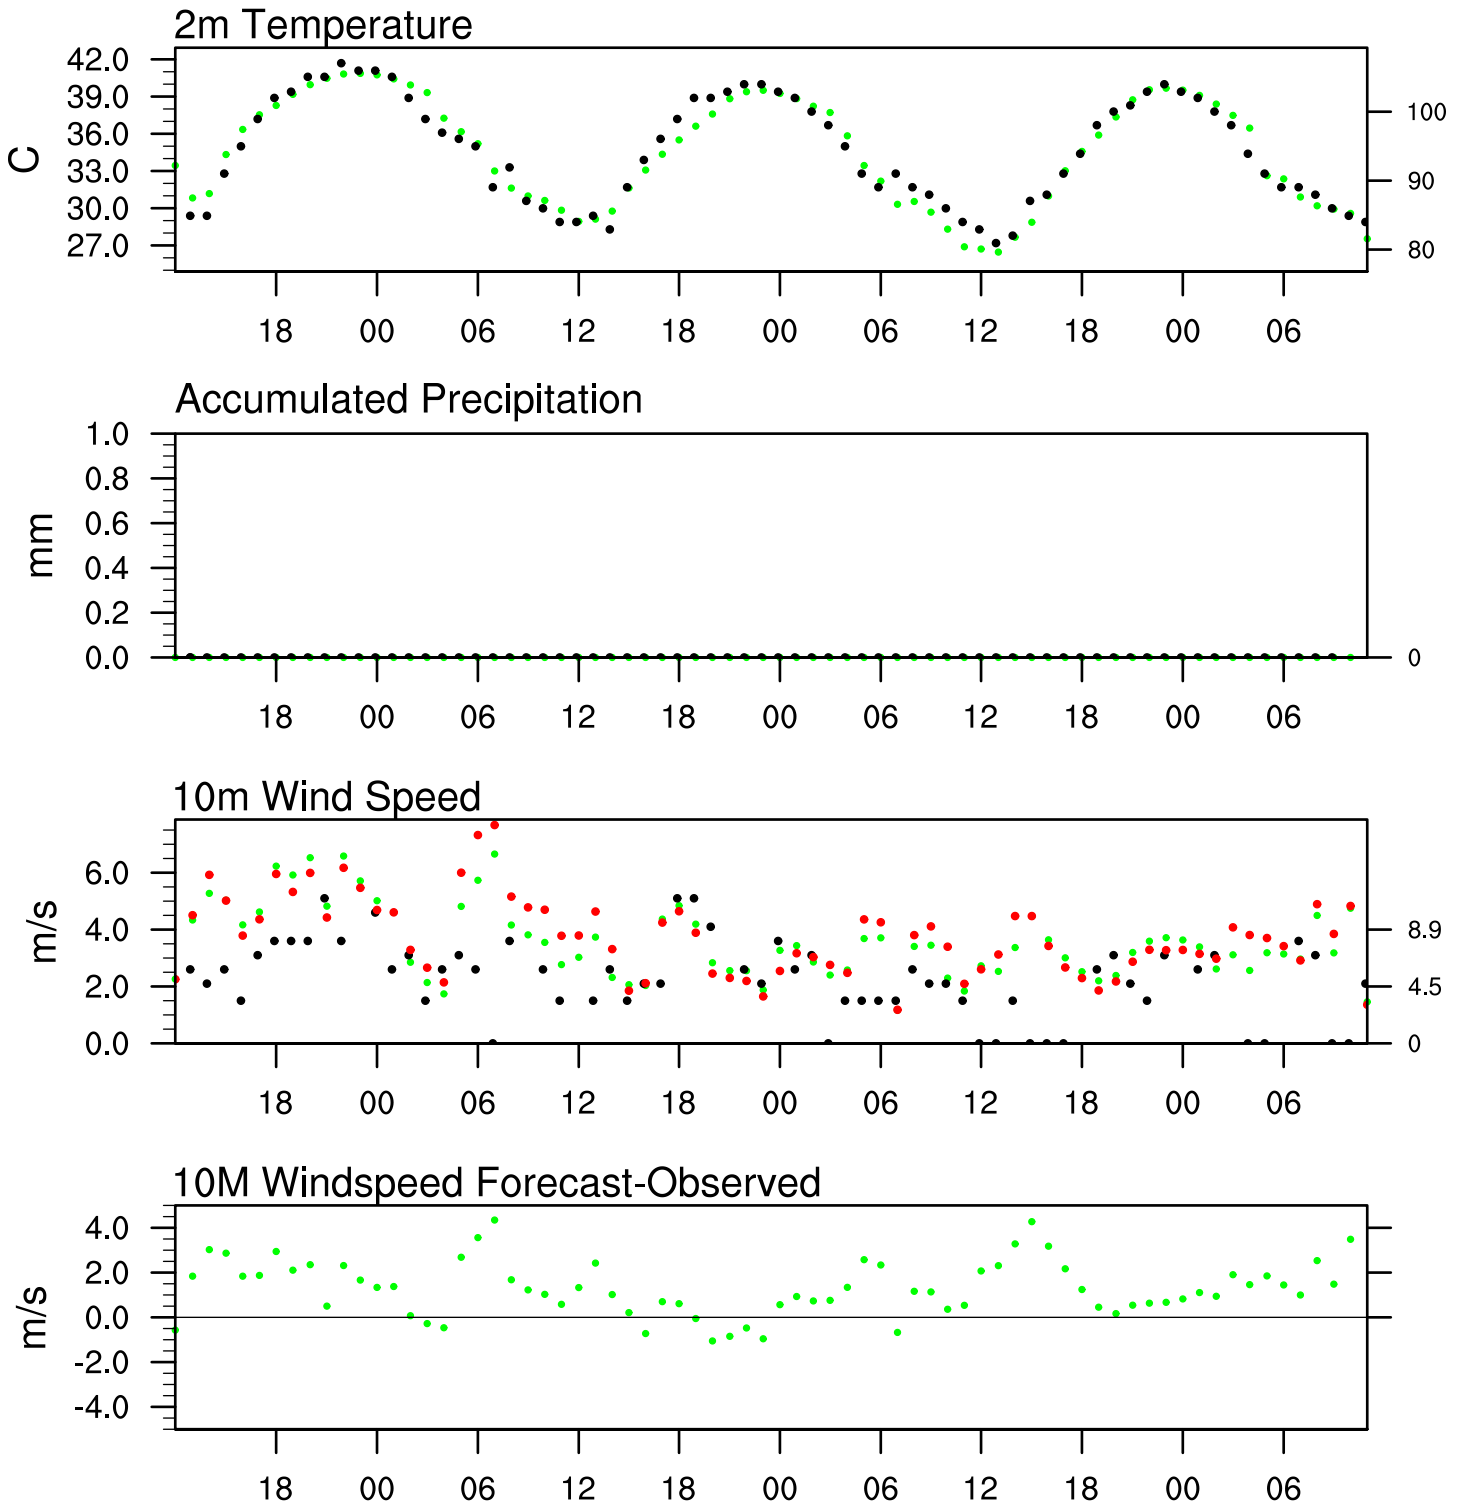 2m Temperature
42.0
39.0
36.0
33.0
30.0
27.0
C
100
90
80
18 00 06 12 18 00 06 12 18 00 06
Accumulated Precipitation
1.0
0.8
0.6
0.4
0.2
0.0
mm
0
18 00 06 12 18 00 06 12 18 00 06
10m Wind Speed
6.0
4.0
2.0
0.0
m/s
8.9
4.5
0
18 00 06 12 18 00 06 12 18 00 06
10M Windspeed Forecast-Observed
4.0
2.0
0.0
-2.0
-4.0
m/s
18 00 06 12 18 00 06 12 18 00 06